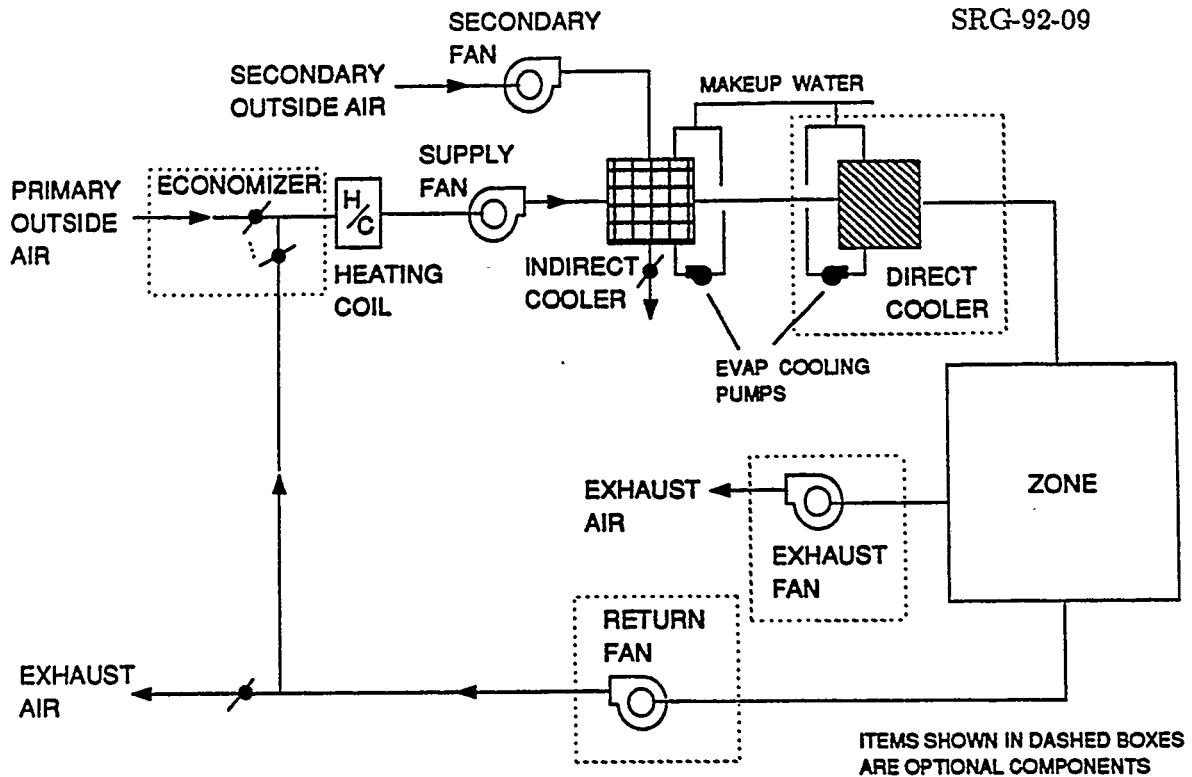 SRG-92-09
SECONDARY
FAN
SECONDARY
OUTSIDE AIR
MAKEUP WATER
SUPPLY
FAN
ECONOMIZER
PRIMARY
OUTSIDE
AIR
H/C
HEATING
COIL
INDIRECT
COOLER
DIRECT
COOLER
EVAP COOLING
PUMPS
ZONE
EXHAUST
AIR
EXHAUST
FAN
RETURN
FAN
EXHAUST
AIR
ITEMS SHOWN IN DASHED BOXES
ARE OPTIONAL COMPONENTS